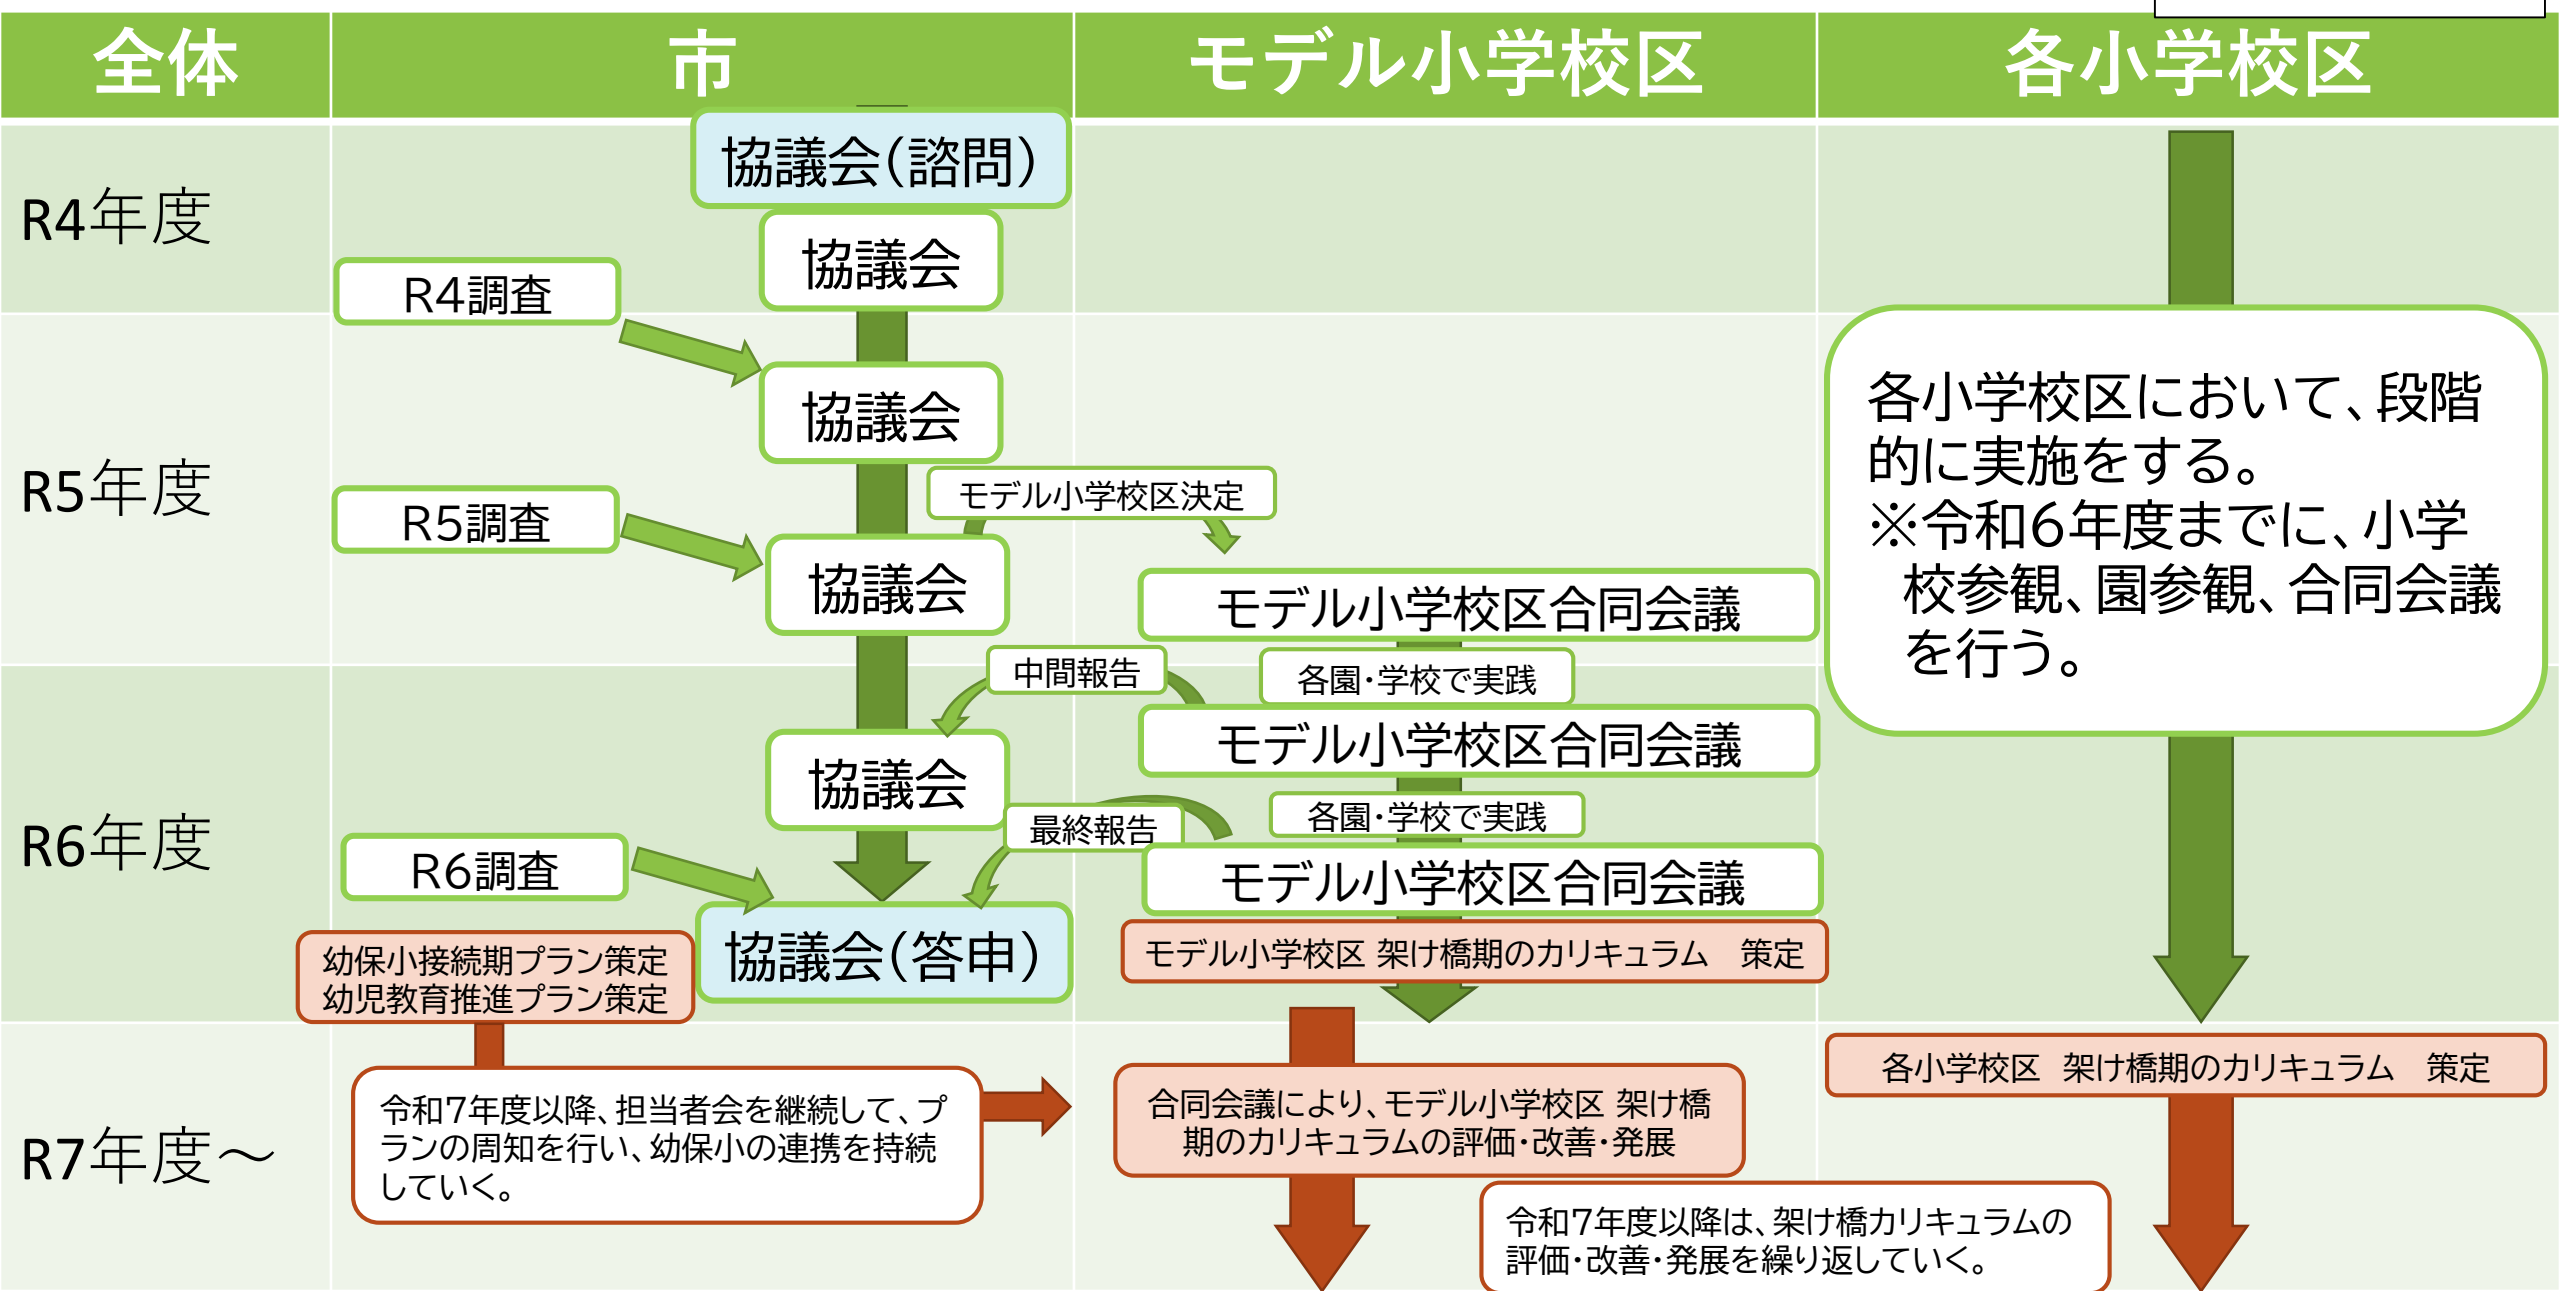 全体
市
モデル小学校区
各小学校区
R4年度
協議会（諮問）
協議会
R4調査
R5年度
協議会
R5調査
モデル小学校区決定
協議会
モデル小学校区合同会議
各小学校区において、段階
的に実施をする。
※令和6年度までに、小学
校参観、園参観、合同会議
を行う。
R6年度
中間報告
各園・学校で実践
モデル小学校区合同会議
協議会
最終報告
各園・学校で実践
R6調査
モデル小学校区合同会議
幼保小接続期プラン策定
幼児教育推進プラン策定
協議会（答申）
モデル小学校区 架け橋期のカリキュラム　策定
R7年度～
令和7年度以降、担当者会を継続して、プ
ランの周知を行い、幼保小の連携を持続
していく。
合同会議により、モデル小学校区 架け橋
期のカリキュラムの評価・改善・発展
各小学校区　架け橋期のカリキュラム　策定
令和7年度以降は、架け橋カリキュラムの
評価・改善・発展を繰り返していく。